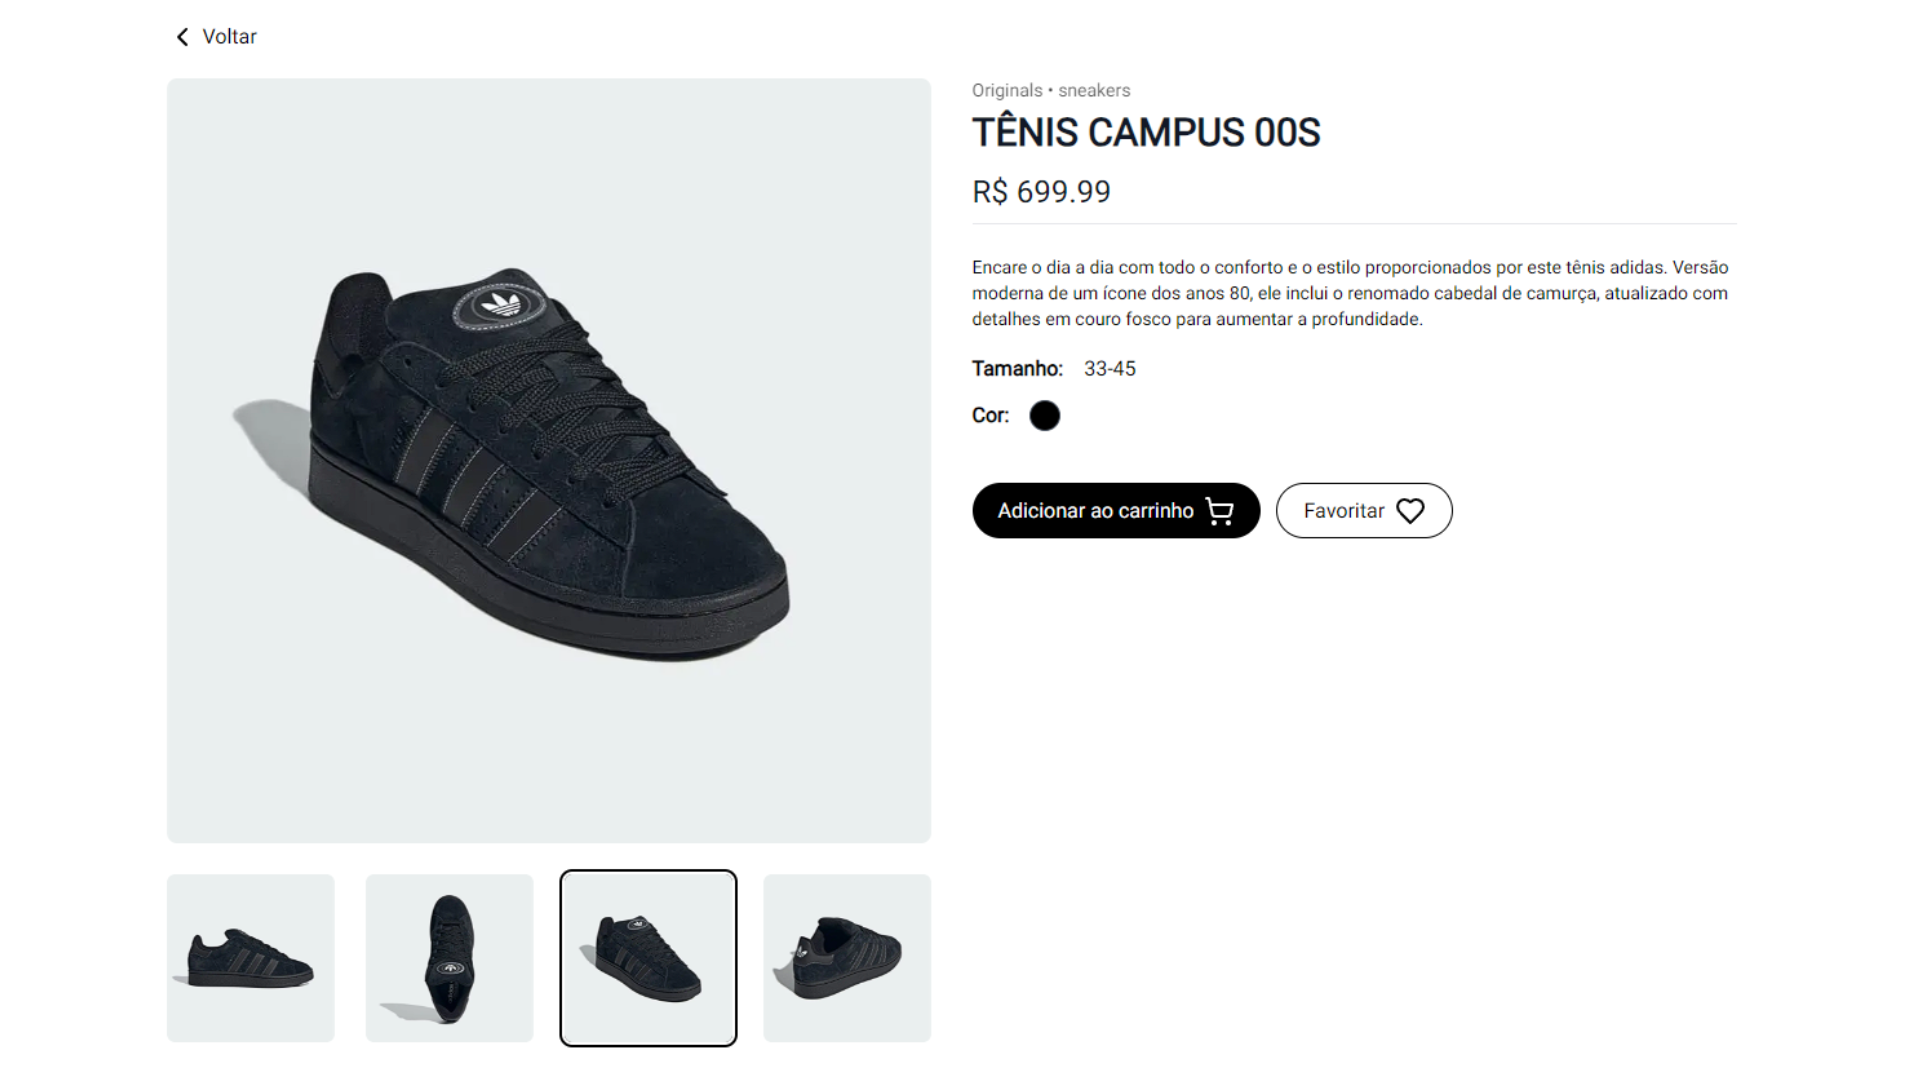 Voltar
Originals • sneakers
TÊNIS CAMPUS 00S
R$ 699.99
Encare o dia a dia com todo o conforto e o estilo proporcionados por este tênis adidas. Versão
moderna de um ícone dos anos 80, ele inclui o renomado cabedal de camurça, atualizado com
detalhes em couro fosco para aumentar a profundidade.
Tamanho: 33-45
Cor:
Adicionar ao carrinho
Favoritar